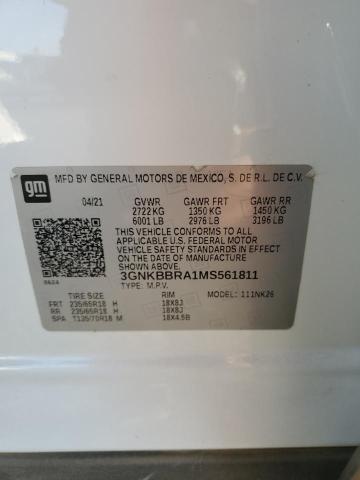 gm
MFD BY GENERAL MOTORS DE MEXICO, S. DE R.L. DE C.V.
04/21 GVWR GAWR FRT GAWR RR
2722 KG 1350 KG 1450 KG
6001 LB 2976 LB 3196 LB
THIS VEHICLE CONFORMS TO ALL
APPLICABLE U.S. FEDERAL MOTOR
VEHICLE SAFETY STANDARDS IN EFFECT
ON THE DATE OF MANUFACTURE SHOWN
ABOVE.
3GNKBBRA1MS561811
TYPE: M.P.V.
TIRE SIZE RIM 111NK26
FRT 235/65R18 H 18X8J
RR 235/65R18 H 18X8J
SPA T135/70R18 M 18X4.5B